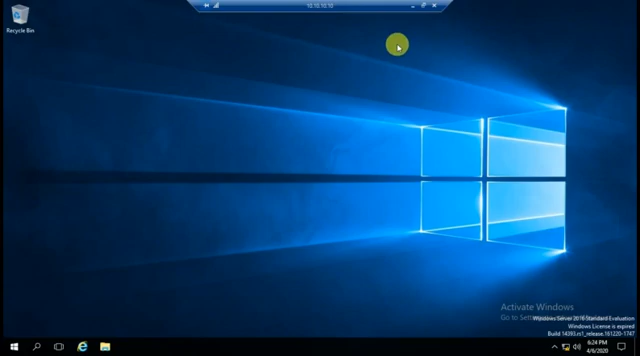 10.10.10.10
Recycle Bin
Activate Windows
Windows Server 2016 Standard Evaluation
Windows License is expired
Build 14393.rs1_release.161220-1747
6:24 PM
4/6/2020